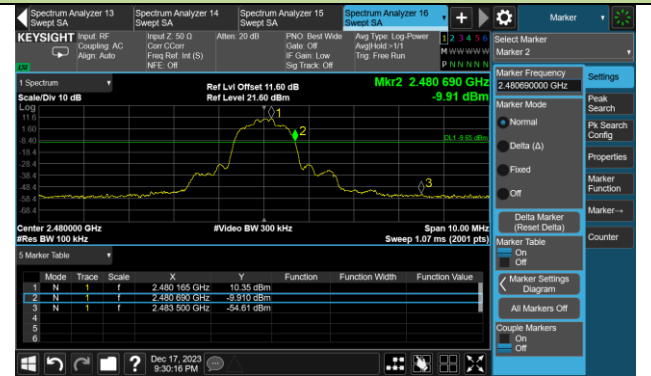 Spectrum Analyzer 13
Swept SA
Spectrum Analyzer 14
Swept SA
Spectrum Analyzer 15
Swept SA
Spectrum Analyzer 16
Swept SA
Marker
KEYSIGHT
Input: RF
Coupling: AC
Align: Auto
Input Z: 50 Ω
Corr CCorr
Freq Ref: Int (S)
NFE: Off
Atten: 20 dB
PNO: Best Wide
Gate: Off
IF Gain: Low
Sig Track: Off
Avg Type: Log-Power
Avg|Hold:>1/1
Trig: Free Run
1 2 3 4 5 6
M W W W W W
P N N N N N
Select Marker
Marker 2
1 Spectrum
Scale/Div 10 dB
Ref Lvl Offset 11.60 dB
Ref Level 21.60 dBm
Mkr2 2.480 690 GHz
-9.91 dBm
Log
11.6
1.60
-8.40
-18.4
-28.4
-38.4
-48.4
-58.4
-68.4
1
2
3
DL1 -9.65 dBm
Center 2.480000 GHz
#Res BW 100 kHz
#Video BW 300 kHz
Span 10.00 MHz
Sweep 1.07 ms (2001 pts)
5 Marker Table
Mode Trace Scale X Y Function Function Width Function Value
1 N 1 f 2.480 165 GHz 10.35 dBm
2 N 1 f 2.480 690 GHz -9.910 dBm
3 N 1 f 2.483 500 GHz -54.61 dBm
4
5
6
Marker Frequency
2.480690000 GHz
Marker Mode
Normal
Delta (Δ)
Fixed
Off
Delta Marker
(Reset Delta)
Marker Table
On
Off
Marker Settings
Diagram
All Markers Off
Couple Markers
On
Off
Settings
Peak
Search
Pk Search
Config
Properties
Marker
Function
Marker→
Counter
Dec 17, 2023
9:30:16 PM